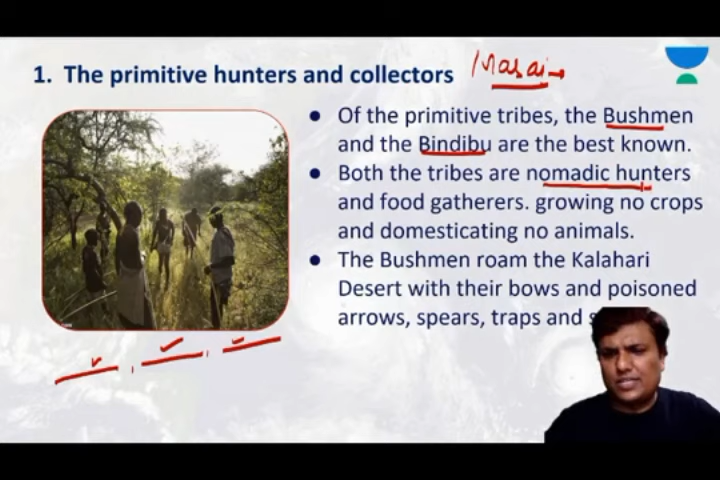 1. The primitive hunters and collectors Masai
● Of the primitive tribes, the Bushmen
and the Bindibu are the best known.
● Both the tribes are nomadic hunters
and food gatherers. growing no crops
and domesticating no animals.
● The Bushmen roam the Kalahari
Desert with their bows and poisoned
arrows, spears, traps and